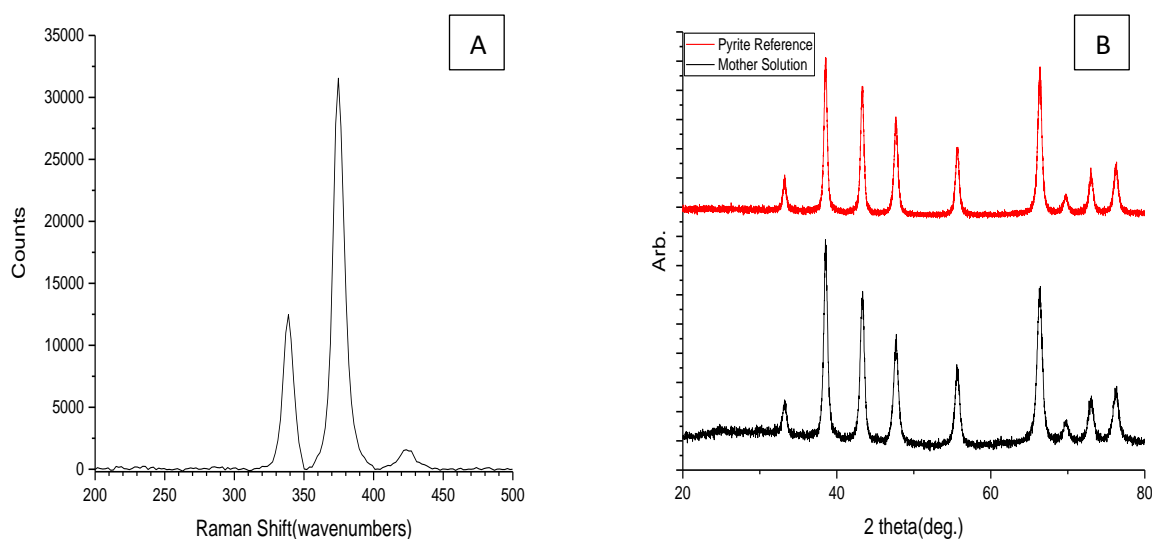 A
35000
30000
25000
20000
15000
10000
5000
0
Counts
200 250 300 350 400 450 500
Raman Shift(wavenumbers)
B
Pyrite Reference
Mother Solution
Arb.
20 40 60 80
2 theta(deg.)